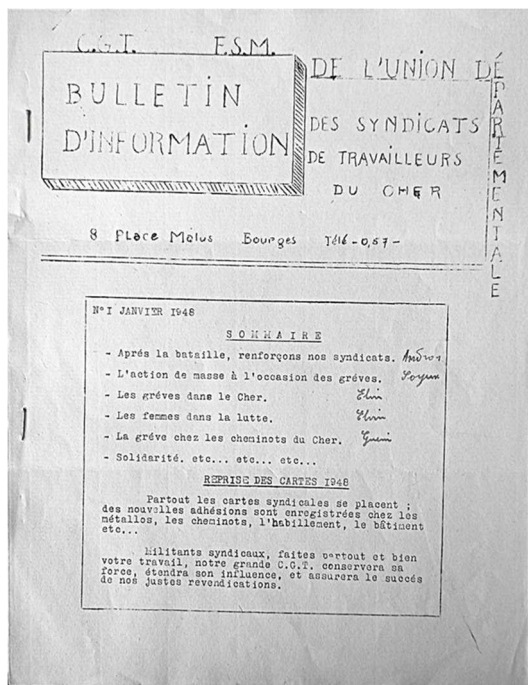 C.G.T. F.S.M.
BULLETIN
D'INFORMATION
DE L'UNION DÉPARTEMENTALE
DES SYNDICATS
DE TRAVAILLEURS
DU CHER
8 Place Malus Bourges Télé -0,57-
N°I JANVIER 1948
SOMMAIRE
- Aprés la bataille, renforçons nos syndicats.
- L'action de masse à l'occasion des gréves.
- Les gréves dans le Cher.
- Les femmes dans la lutte.
- La gréve chez les cheminots du Cher.
- Solidarité. etc... etc... etc...
REPRISE DES CARTES 1948
Partout les cartes syndicales se placent ;
des nouvelles adhésions sont enregistrées chez les
métallos, les cheminots, l'habillement, le bâtiment
etc...
Militants syndicaux, faites partout et bien
votre travail, notre grande C.G.T. conservera sa
force, étendra son influence, et assurera le succés
de nos justes revendications.